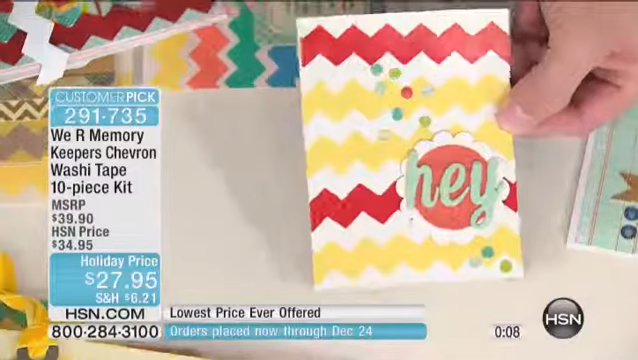 CUSTOMERPICK
291-735
We R Memory
Keepers Chevron
Washi Tape
10-piece Kit
MSRP
$39.90
HSN Price
$34.95
Holiday Price
$27.95
S&H $6.21
HSN.COM
800-284-3100
Lowest Price Ever Offered
Orders placed now through Dec 24
0:08
HSN
hey